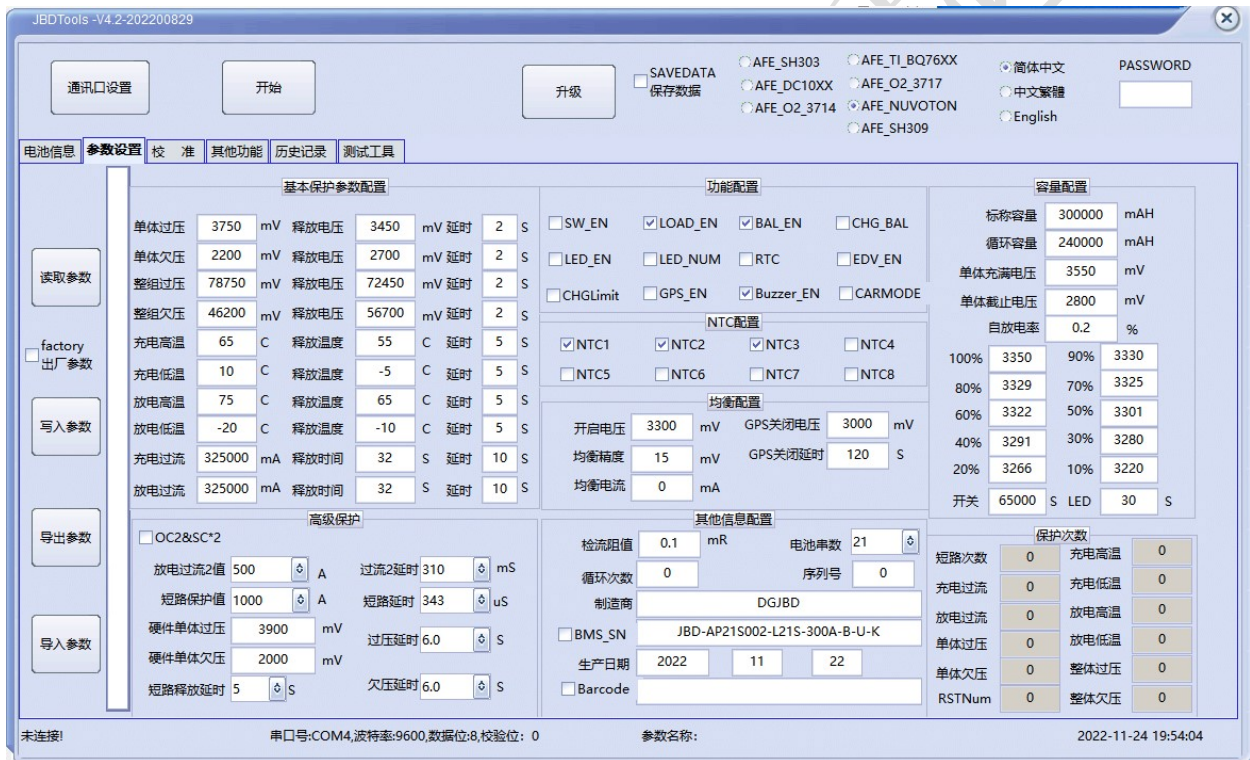 JBDTools -V4.2-202200829
通讯口设置 开始 升级 SAVEDATA 保存数据 AFE_SH303 AFE_TI_BQ76XX 简体中文 PASSWORD
AFE_DC10XX AFE_O2_3717 中文繁體
AFE_O2_3714 AFE_NUVOTON English
AFE_SH309
电池信息 参数设置 校 准 其他功能 历史记录 测试工具
读取参数
factory
出厂参数
写入参数
导出参数
导入参数
基本保护参数配置
单体过压 3750 mV 释放电压 3450 mV 延时 2 S
单体欠压 2200 mV 释放电压 2700 mV 延时 2 S
整组过压 78750 mV 释放电压 72450 mV 延时 2 S
整组欠压 46200 mV 释放电压 56700 mV 延时 2 S
充电高温 65 C 释放温度 55 C 延时 5 S
充电低温 10 C 释放温度 -5 C 延时 5 S
放电高温 75 C 释放温度 65 C 延时 5 S
放电低温 -20 C 释放温度 -10 C 延时 5 S
充电过流 325000 mA 释放时间 32 S 延时 10 S
放电过流 325000 mA 释放时间 32 S 延时 10 S
高级保护
OC2&SC*2
放电过流2值 500 A 过流2延时 310 mS
短路保护值 1000 A 短路延时 343 uS
硬件单体过压 3900 mV 过压延时 6.0 S
硬件单体欠压 2000 mV
短路释放延时 5 S 欠压延时 6.0 S
功能配置
SW_EN LOAD_EN BAL_EN CHG_BAL
LED_EN LED_NUM RTC EDV_EN
CHGLimit GPS_EN Buzzer_EN CARMODE
NTC配置
NTC1 NTC2 NTC3 NTC4
NTC5 NTC6 NTC7 NTC8
均衡配置
开启电压 3300 mV GPS关闭电压 3000 mV
均衡精度 15 mV GPS关闭延时 120 S
均衡电流 0 mA
其他信息配置
检流阻值 0.1 mR 电池串数 21
循环次数 0 序列号 0
制造商 DGJBD
BMS_SN JBD-AP21S002-L21S-300A-B-U-K
生产日期 2022 11 22
Barcode
容量配置
标称容量 300000 mAH
循环容量 240000 mAH
单体充满电压 3550 mV
单体截止电压 2800 mV
自放电率 0.2 %
100% 3350 90% 3330
80% 3329 70% 3325
60% 3322 50% 3301
40% 3291 30% 3280
20% 3266 10% 3220
开关 65000 S LED 30 S
保护次数
短路次数 0 充电高温 0
充电过流 0 充电低温 0
放电过流 0 放电高温 0
单体过压 0 放电低温 0
单体欠压 0 整体过压 0
RSTNum 0 整体欠压 0
未连接! 串口号:COM4,波特率:9600,数据位:8,校验位: 0 参数名称: 2022-11-24 19:54:04